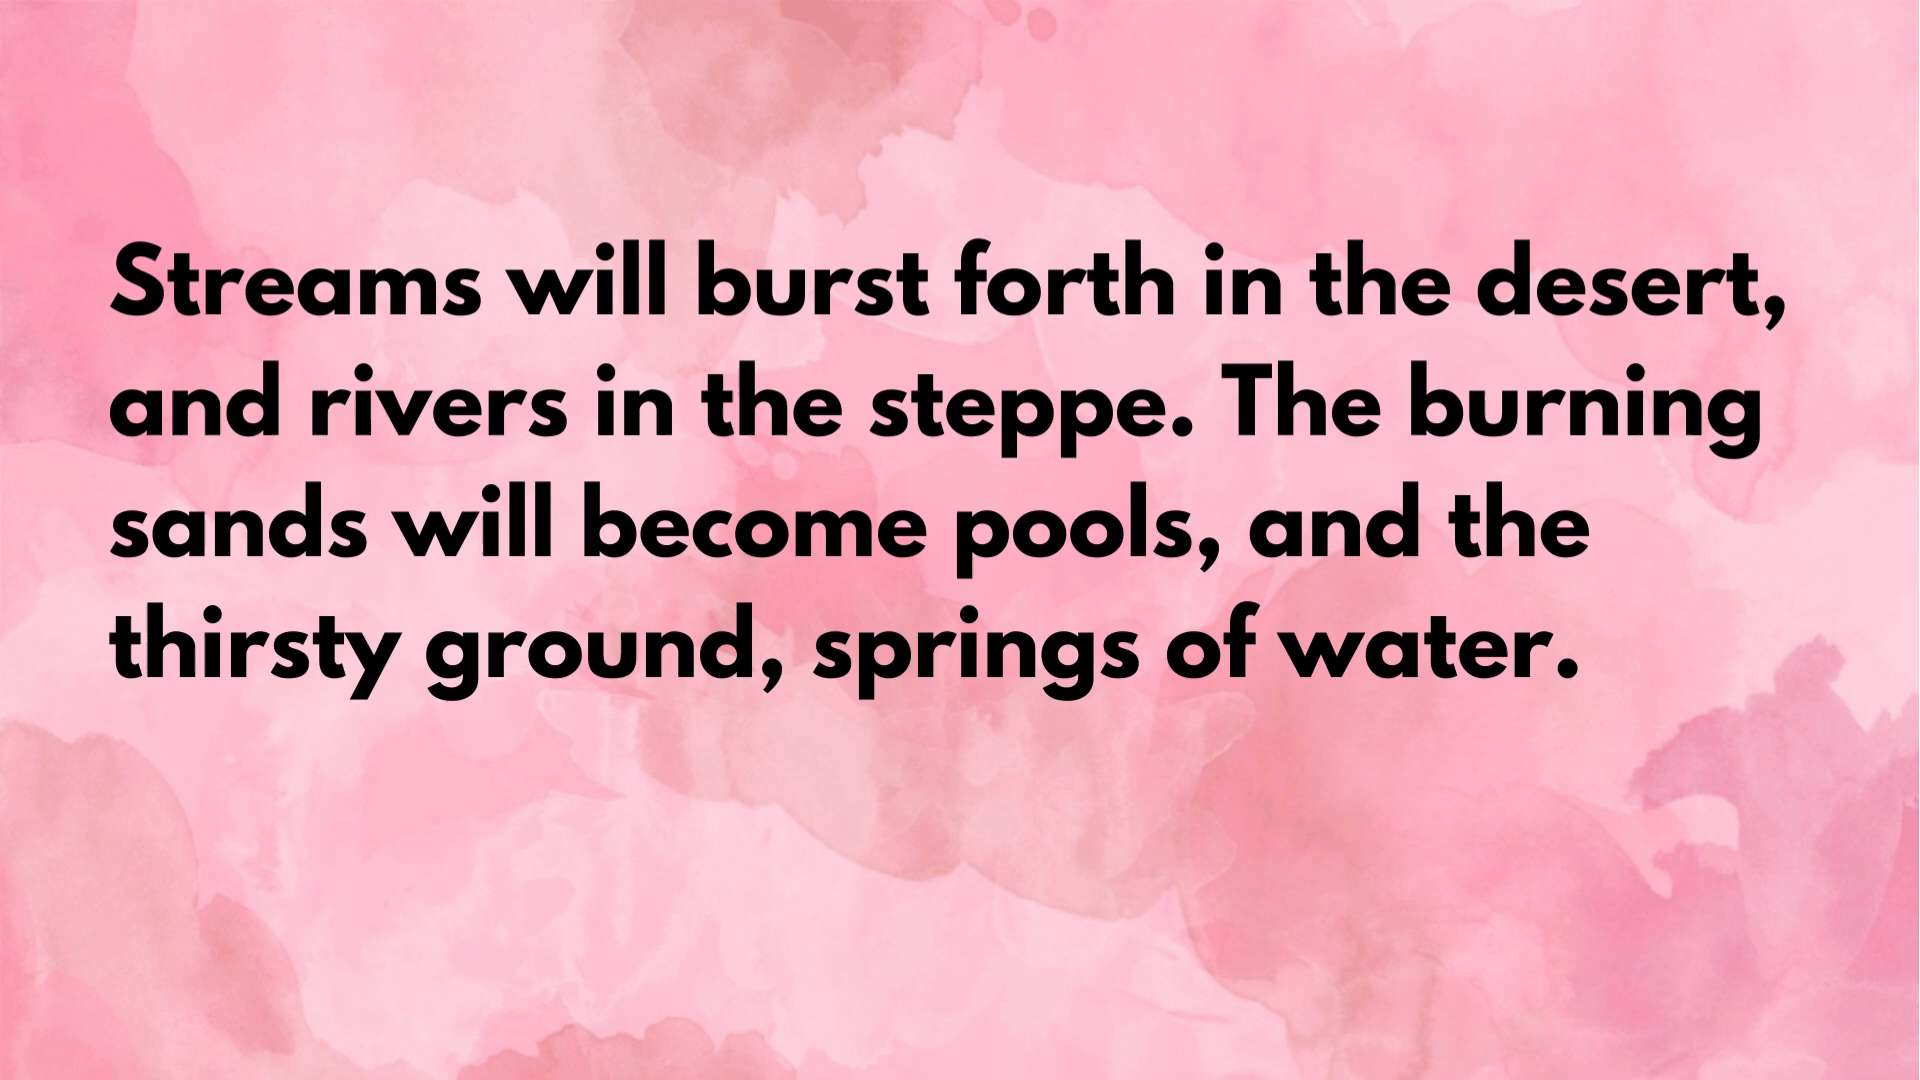 Streams will burst forth in the desert,
and rivers in the steppe. The burning
sands will become pools, and the
thirsty ground, springs of water.